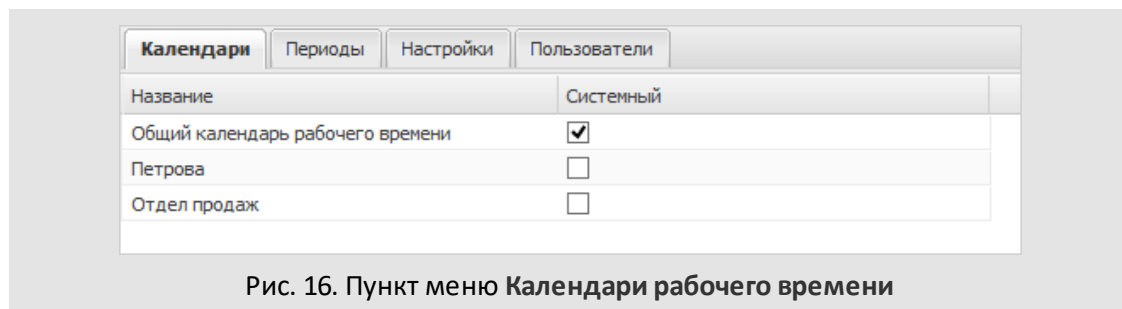 Календари Периоды Настройки Пользователи
Название Системный
Общий календарь рабочего времени
Петрова
Отдел продаж
Рис. 16. Пункт меню Календари рабочего времени